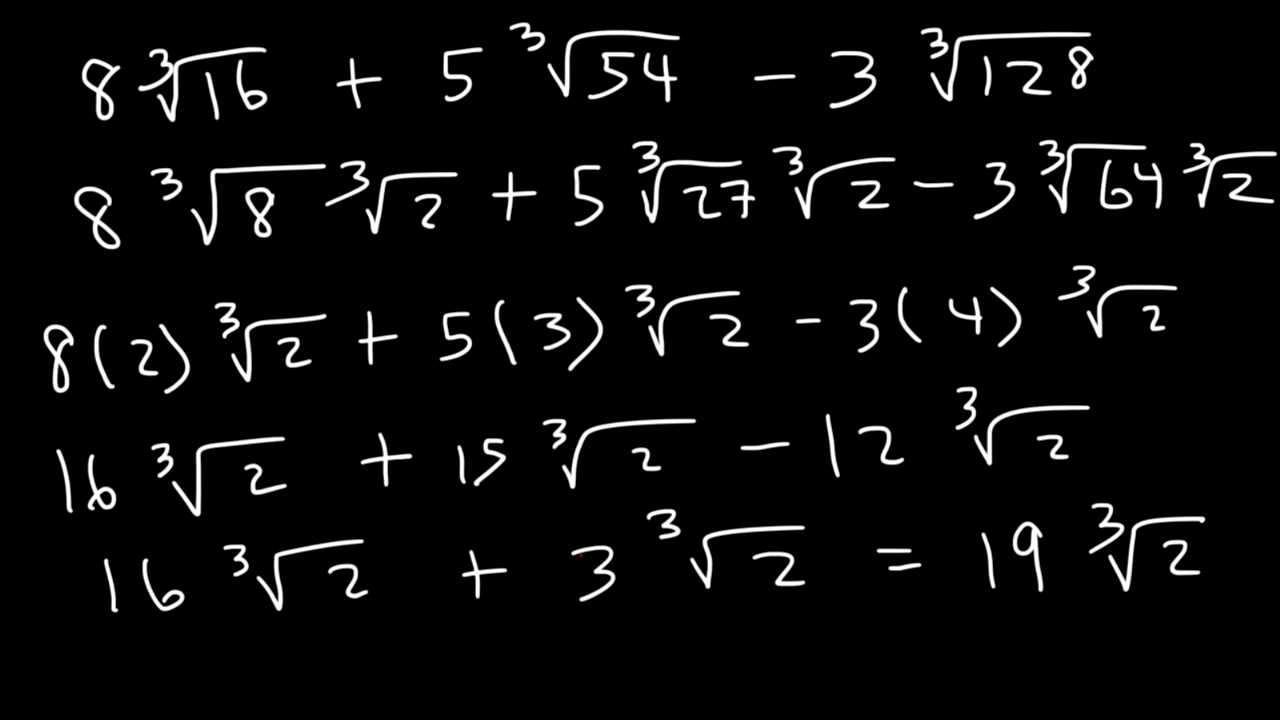 8 ∛16 + 5 ∛54 − 3 ∛128
8 ∛8 ∛2 + 5 ∛27 ∛2 − 3 ∛64 ∛2
8(2) ∛2 + 5(3) ∛2 − 3(4) ∛2
16 ∛2 + 15 ∛2 − 12 ∛2
16 ∛2 + 3 ∛2 = 19 ∛2